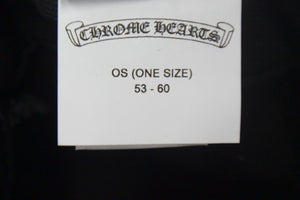 CHROME HEARTS
OS (ONE SIZE)
53 - 60